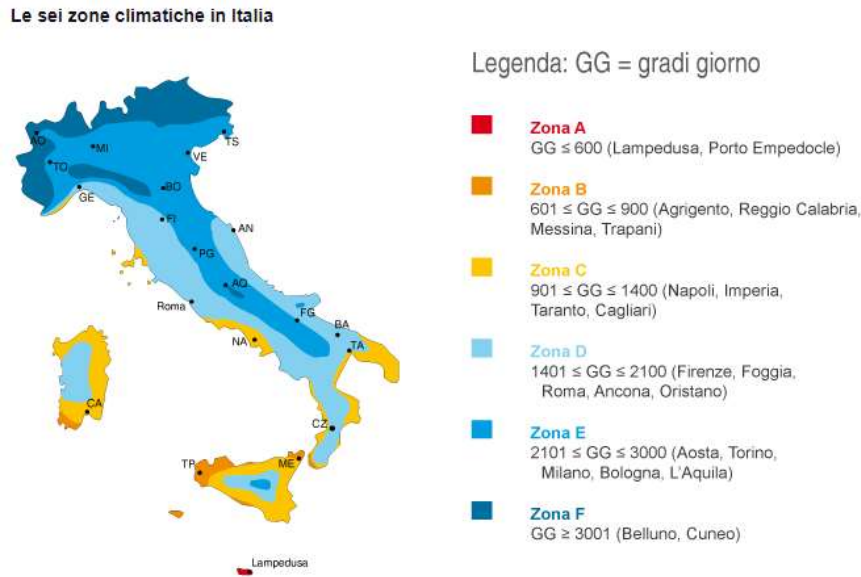 Le sei zone climatiche in Italia
Legenda: GG = gradi giorno
Zona A
GG ≤ 600 (Lampedusa, Porto Empedocle)
Zona B
601 ≤ GG ≤ 900 (Agrigento, Reggio Calabria,
Messina, Trapani)
Zona C
901 ≤ GG ≤ 1400 (Napoli, Imperia,
Taranto, Cagliari)
Zona D
1401 ≤ GG ≤ 2100 (Firenze, Foggia,
Roma, Ancona, Oristano)
Zona E
2101 ≤ GG ≤ 3000 (Aosta, Torino,
Milano, Bologna, L'Aquila)
Zona F
GG ≥ 3001 (Belluno, Cuneo)
AO
MI
TS
VE
TO
BO
GE
FI
AN
PG
AQ
Roma
FG
BA
NA
TA
CA
CZ
TP
ME
Lampedusa